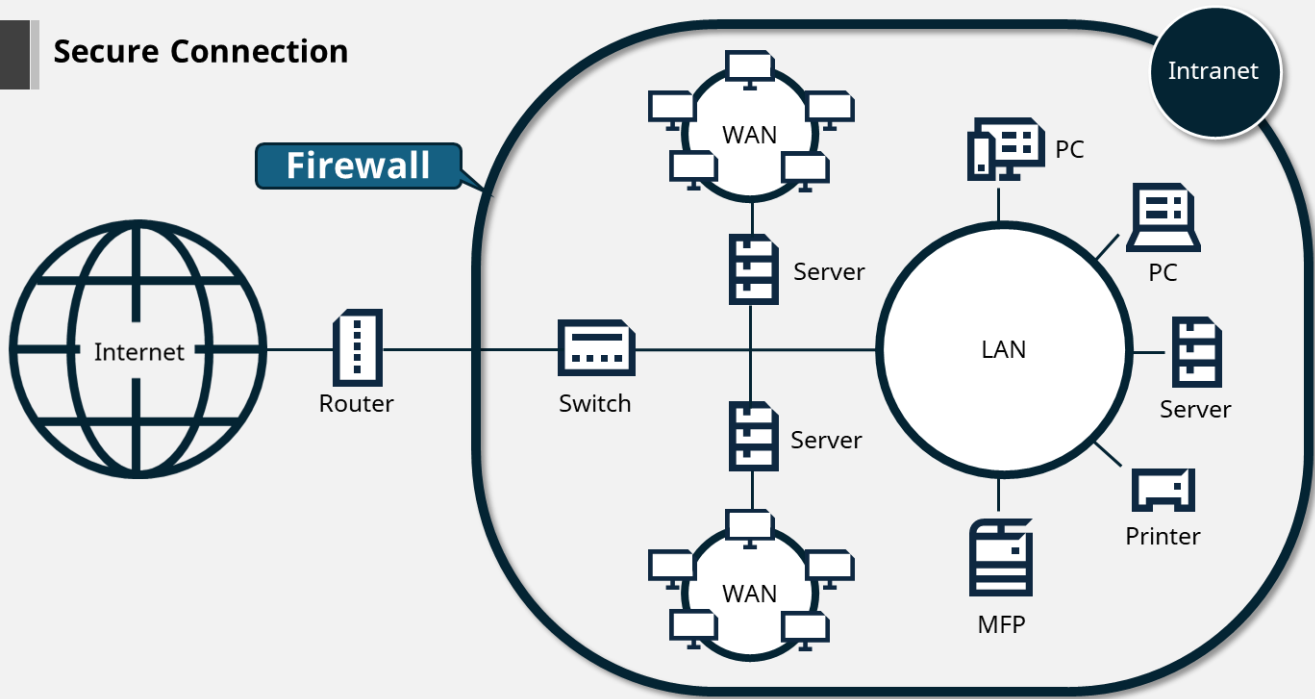 Secure Connection
Intranet
Firewall
WAN
PC
PC
Server
Internet
LAN
Router
Switch
Server
Server
Printer
WAN
MFP